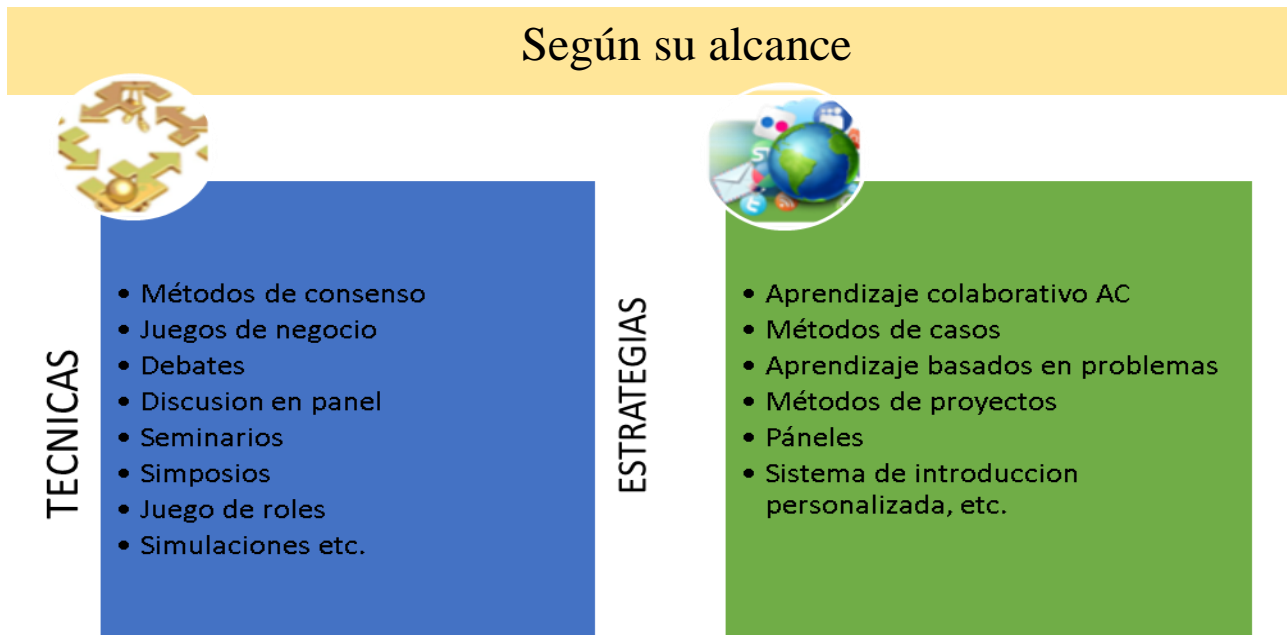 Según su alcance
TECNICAS
• Métodos de consenso
• Juegos de negocio
• Debates
• Discusion en panel
• Seminarios
• Simposios
• Juego de roles
• Simulaciones etc.
ESTRATEGIAS
• Aprendizaje colaborativo AC
• Métodos de casos
• Aprendizaje basados en problemas
• Métodos de proyectos
• Páneles
• Sistema de introduccion
personalizada, etc.